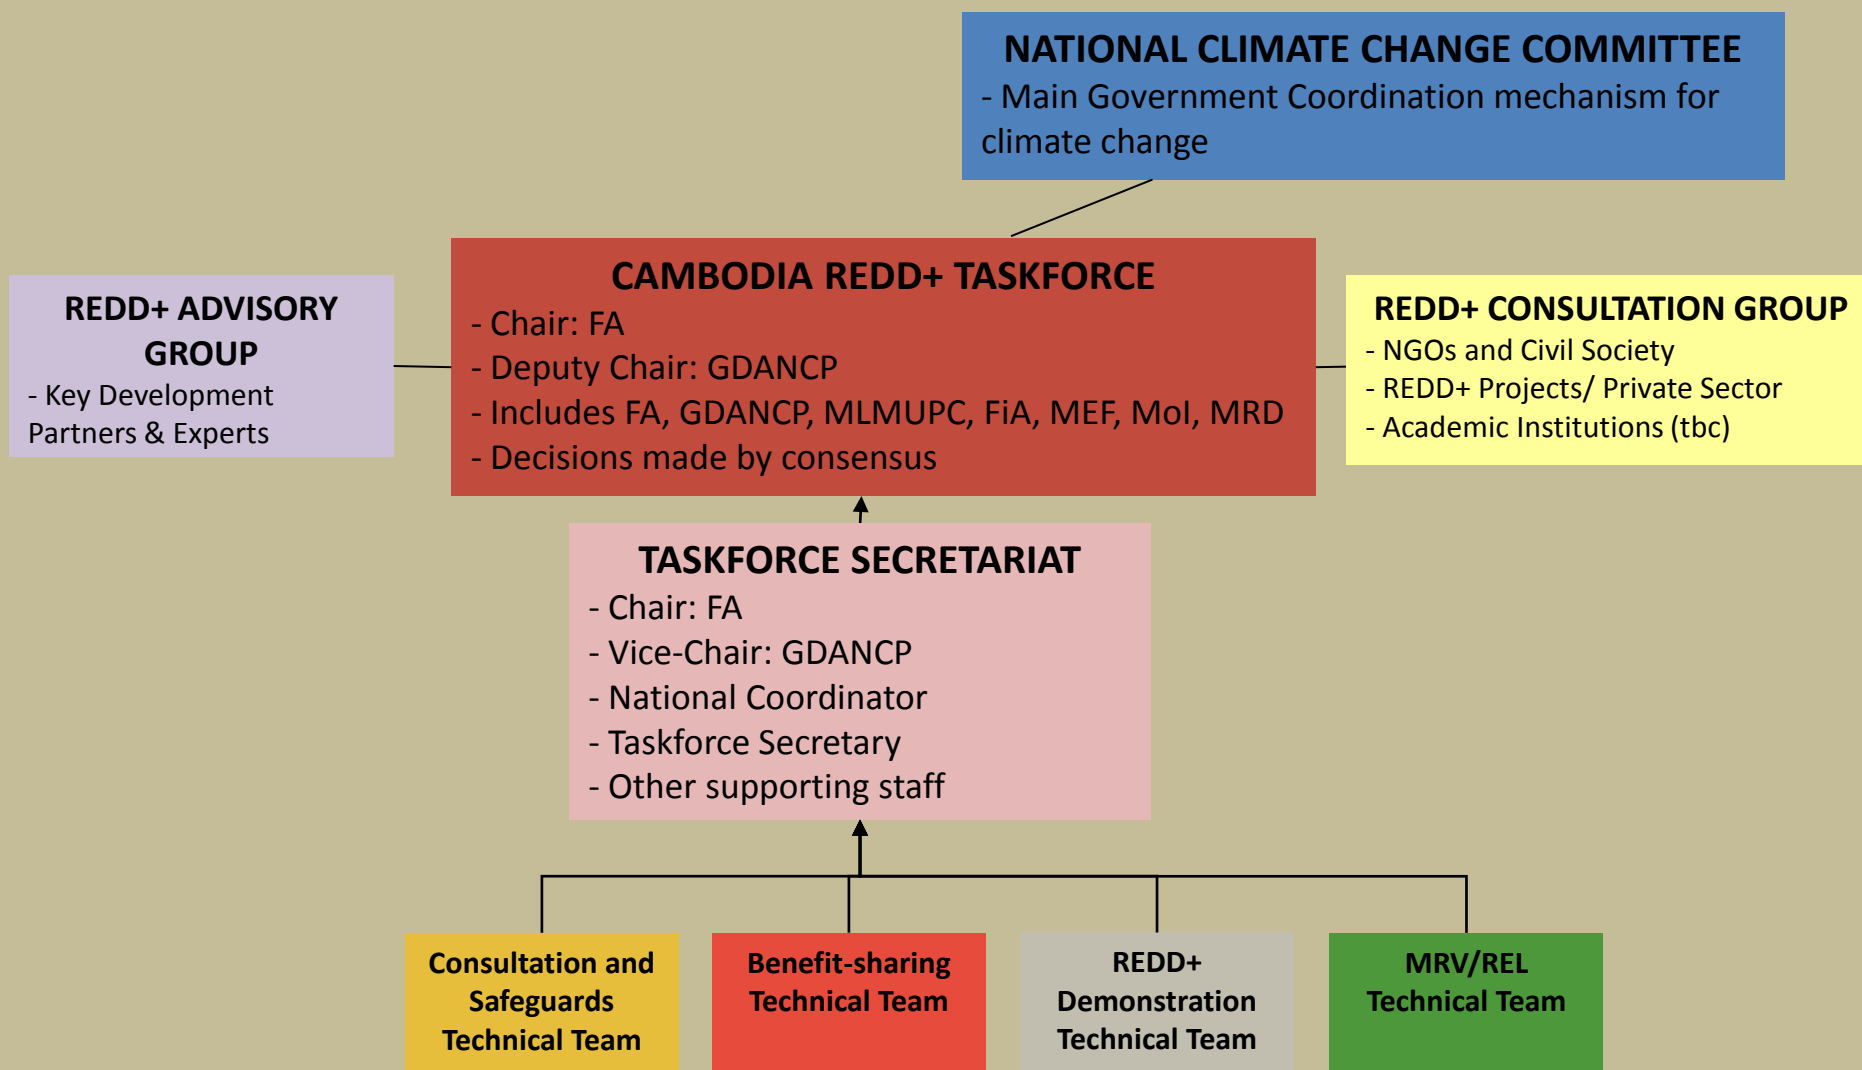 NATIONAL CLIMATE CHANGE COMMITTEE
- Main Government Coordination mechanism for
climate change
CAMBODIA REDD+ TASKFORCE
- Chair: FA
- Deputy Chair: GDANCP
- Includes FA, GDANCP, MLMUPC, FiA, MEF, MoI, MRD
- Decisions made by consensus
REDD+ ADVISORY
GROUP
- Key Development
Partners & Experts
REDD+ CONSULTATION GROUP
- NGOs and Civil Society
- REDD+ Projects/ Private Sector
- Academic Institutions (tbc)
TASKFORCE SECRETARIAT
- Chair: FA
- Vice-Chair: GDANCP
- National Coordinator
- Taskforce Secretary
- Other supporting staff
Consultation and
Safeguards
Technical Team
Benefit-sharing
Technical Team
REDD+
Demonstration
Technical Team
MRV/REL
Technical Team